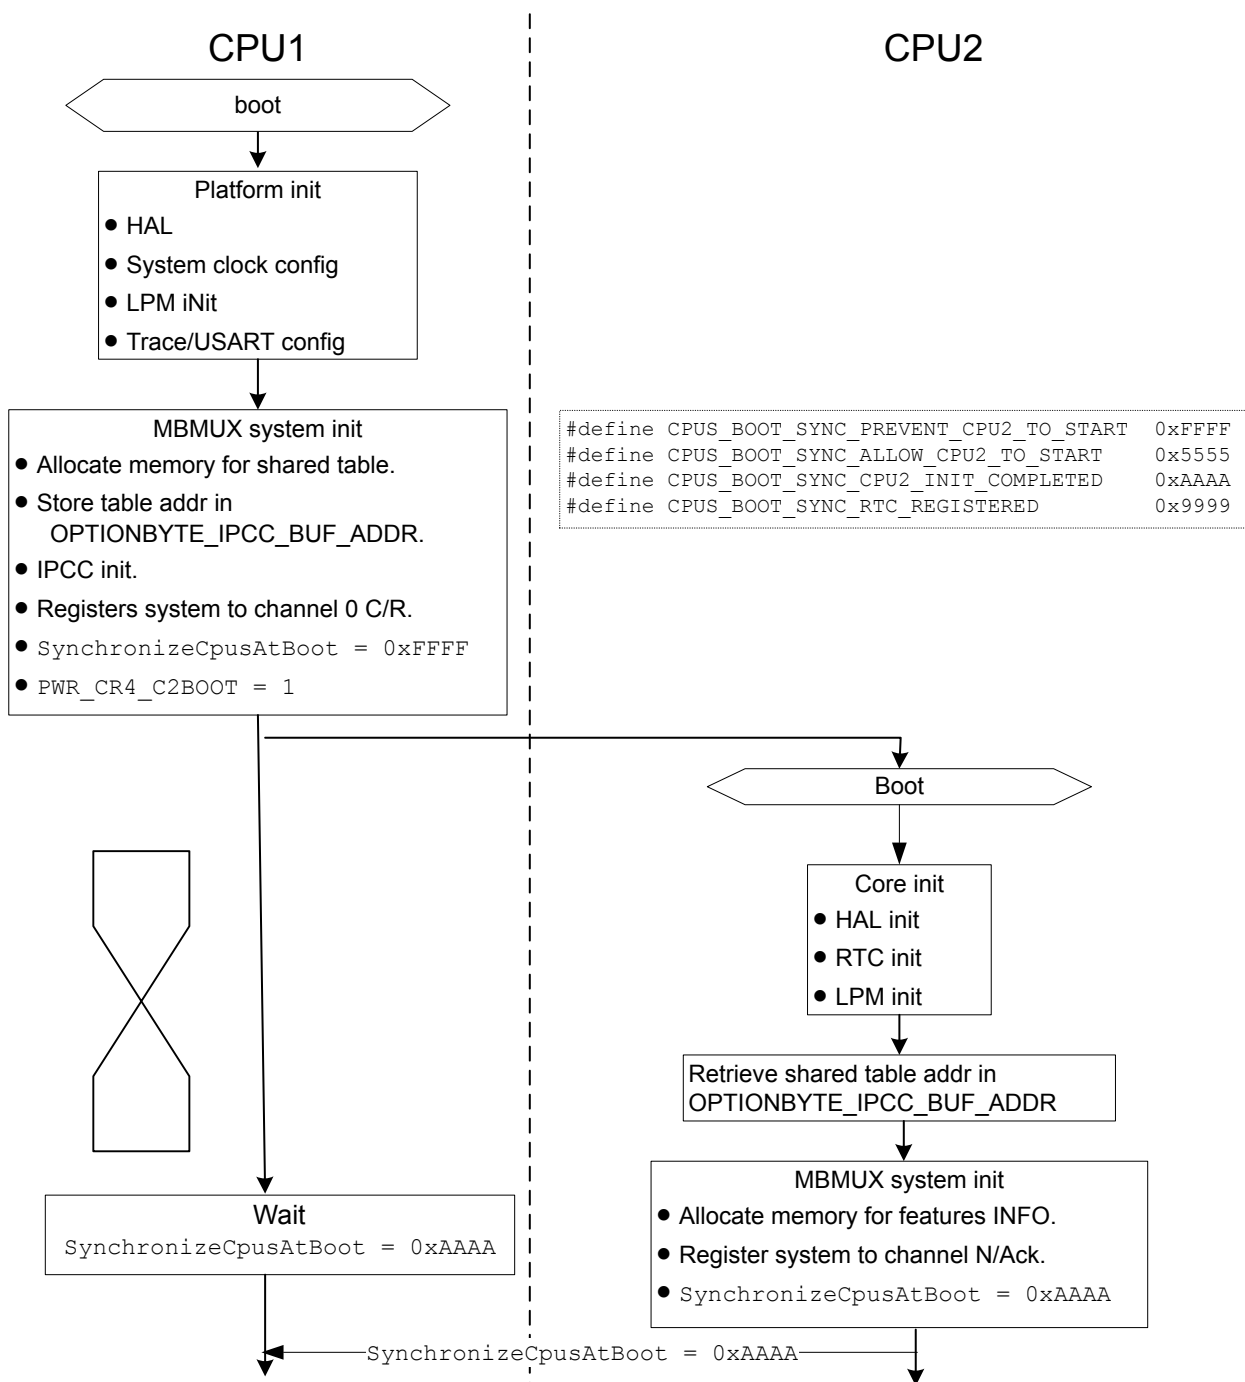 CPU1
CPU2
boot
Platform init
● HAL
● System clock config
● LPM iNit
● Trace/USART config
MBMUX system init
● Allocate memory for shared table.
● Store table addr in
OPTIONBYTE_IPCC_BUF_ADDR.
● IPCC init.
● Registers system to channel 0 C/R.
● SynchronizeCpusAtBoot = 0xFFFF
● PWR_CR4_C2BOOT = 1
#define CPUS_BOOT_SYNC_PREVENT_CPU2_TO_START 0xFFFF
#define CPUS_BOOT_SYNC_ALLOW_CPU2_TO_START 0x5555
#define CPUS_BOOT_SYNC_CPU2_INIT_COMPLETED 0xAAAA
#define CPUS_BOOT_SYNC_RTC_REGISTERED 0x9999
Boot
Core init
● HAL init
● RTC init
● LPM init
Retrieve shared table addr in
OPTIONBYTE_IPCC_BUF_ADDR
MBMUX system init
● Allocate memory for features INFO.
● Register system to channel N/Ack.
● SynchronizeCpusAtBoot = 0xAAAA
Wait
SynchronizeCpusAtBoot = 0xAAAA
SynchronizeCpusAtBoot = 0xAAAA